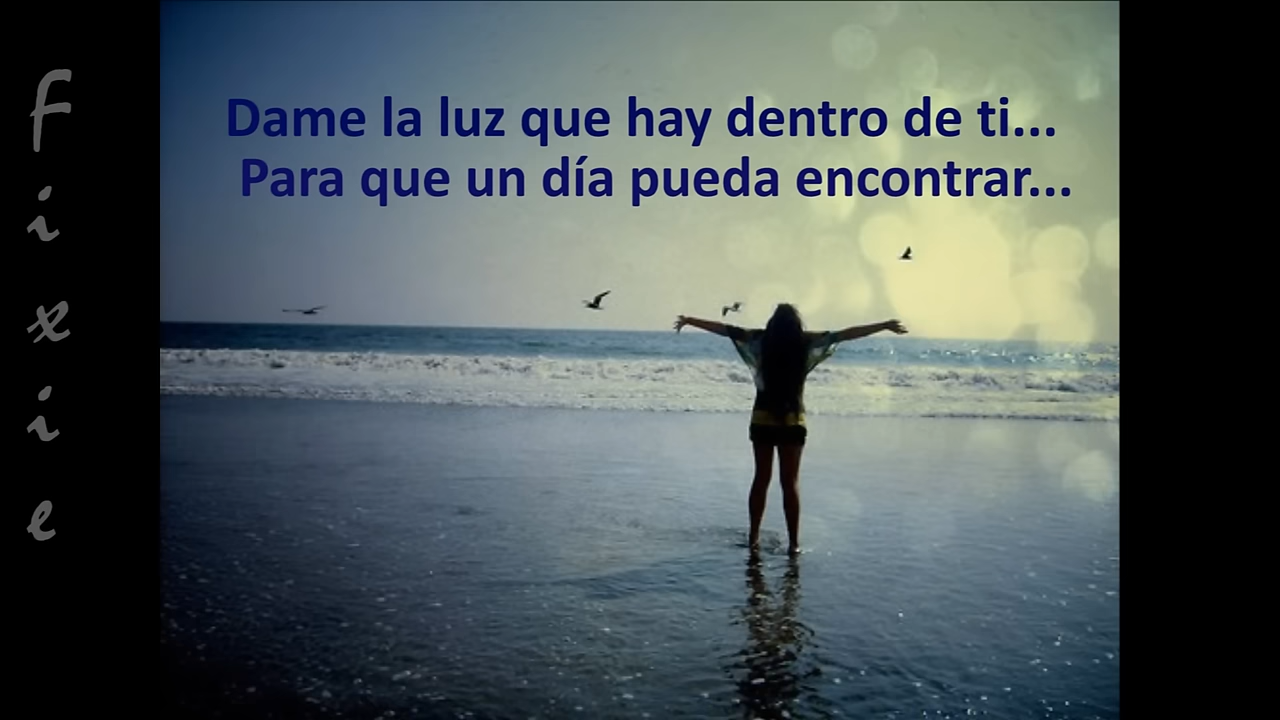 Dame la luz que hay dentro de ti...
Para que un día pueda encontrar...
Fixie